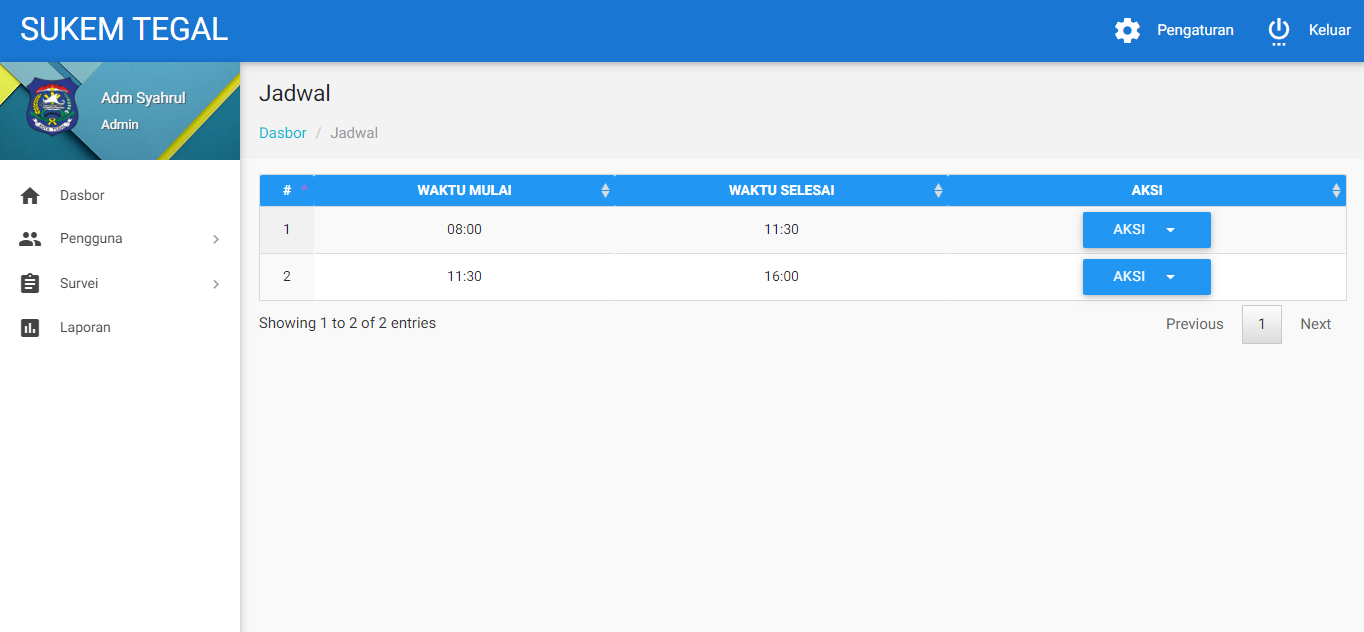 SUKEM TEGAL
Pengaturan
Keluar
Adm Syahrul
Admin
Dasbor
Pengguna
Survei
Laporan
Jadwal
Dasbor / Jadwal
# WAKTU MULAI WAKTU SELESAI AKSI
1 08:00 11:30 AKSI
2 11:30 16:00 AKSI
Showing 1 to 2 of 2 entries
Previous 1 Next